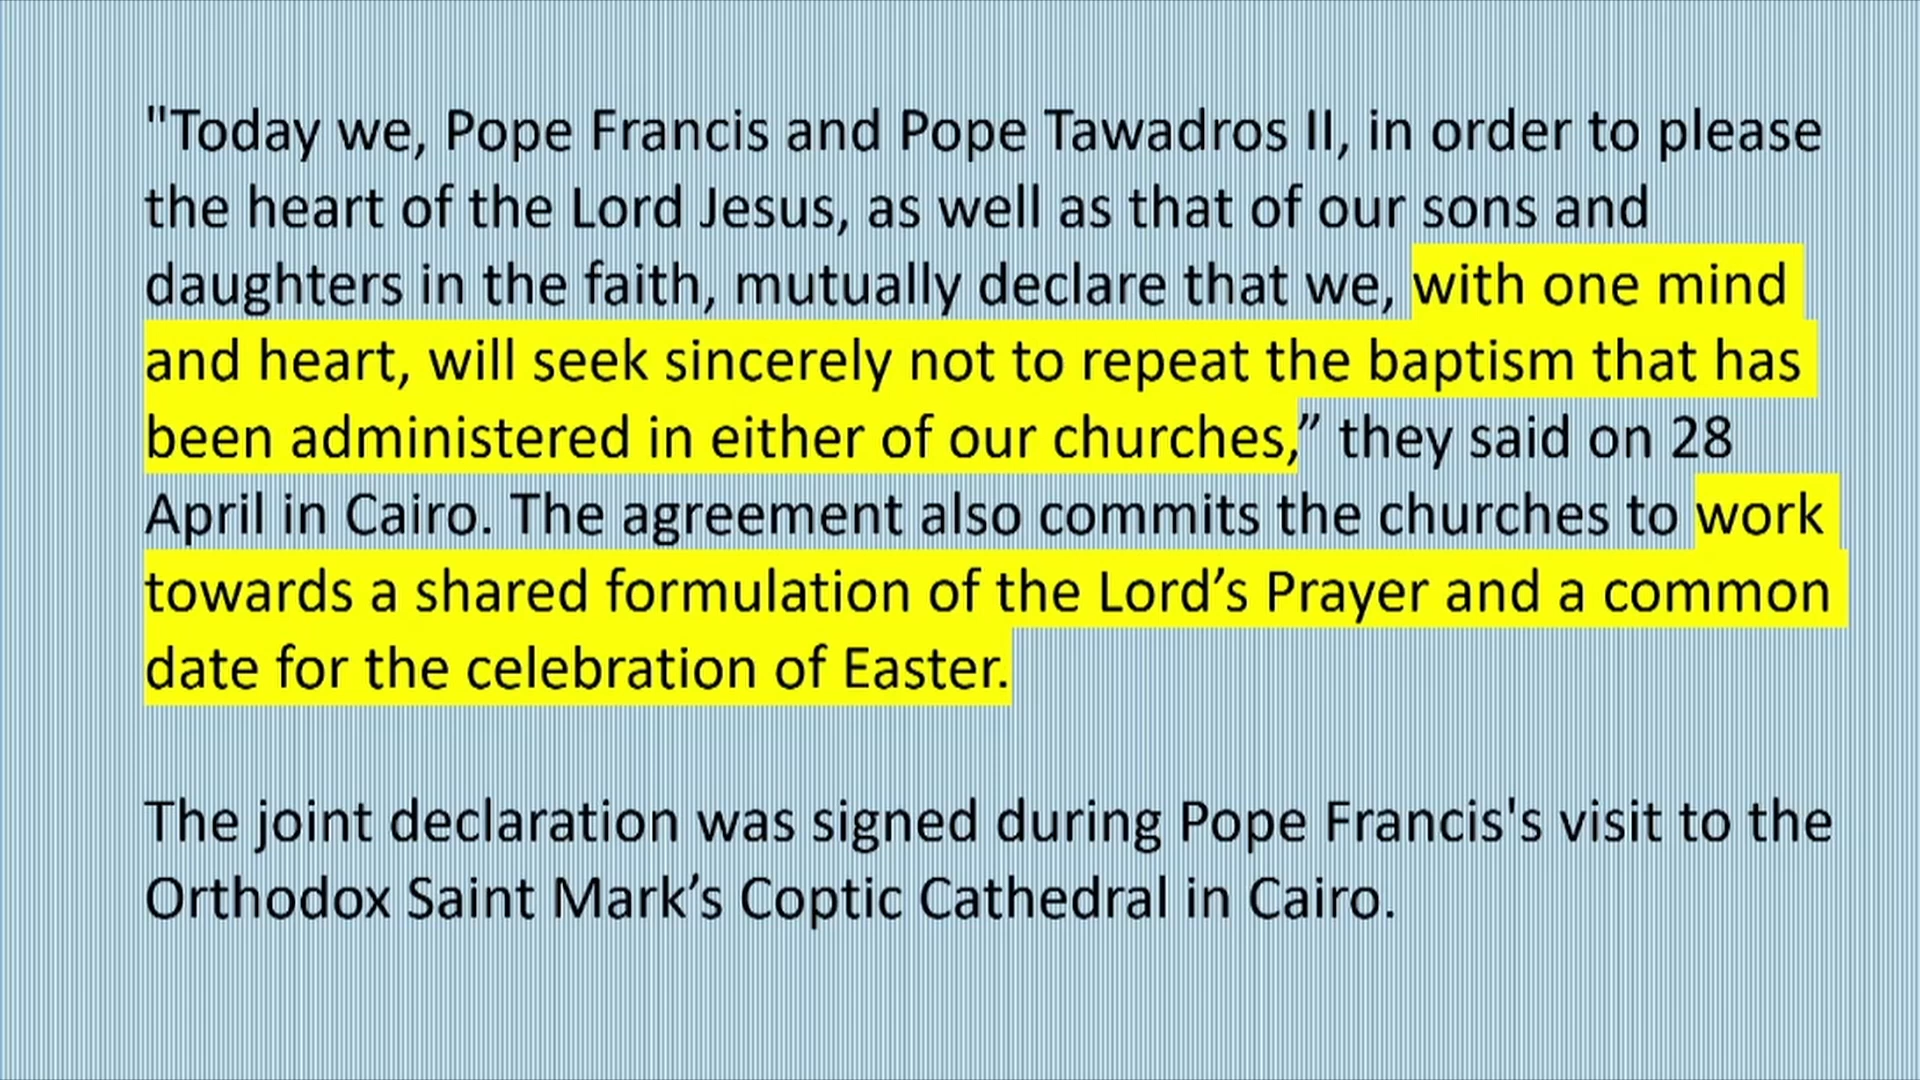 "Today we, Pope Francis and Pope Tawadros II, in order to please
the heart of the Lord Jesus, as well as that of our sons and
daughters in the faith, mutually declare that we, with one mind
and heart, will seek sincerely not to repeat the baptism that has
been administered in either of our churches,” they said on 28
April in Cairo. The agreement also commits the churches to work
towards a shared formulation of the Lord’s Prayer and a common
date for the celebration of Easter.
The joint declaration was signed during Pope Francis's visit to the
Orthodox Saint Mark’s Coptic Cathedral in Cairo.